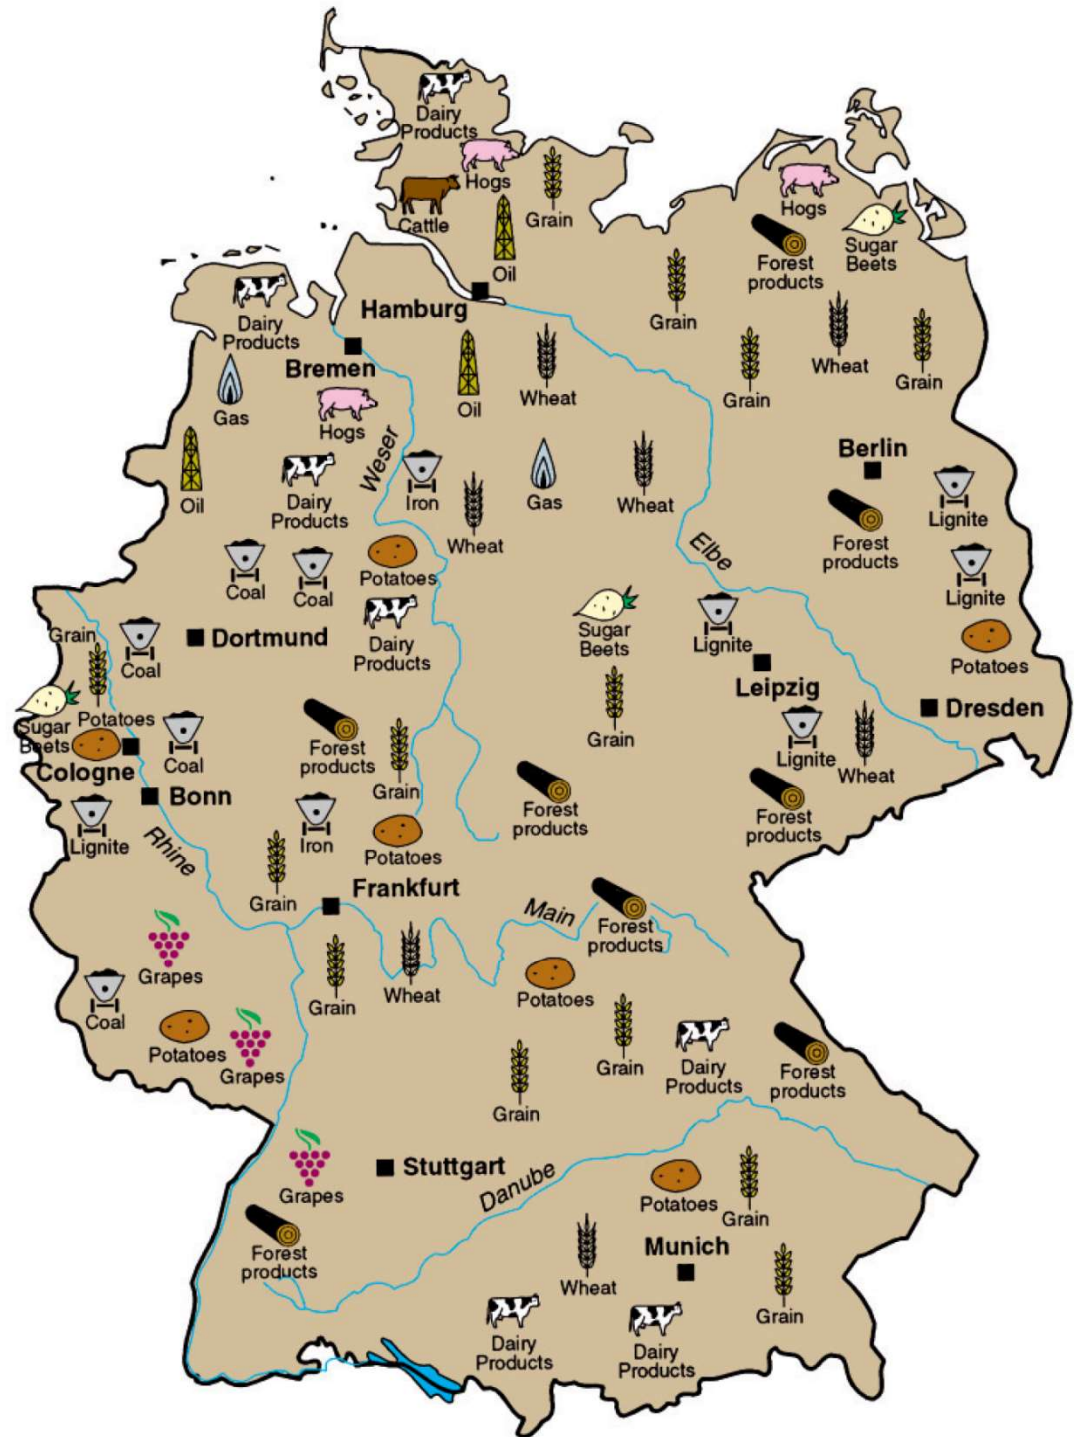 Dairy
Products
Hogs
Cattle
Grain
Oil
Hogs
Forest
products
Sugar
Beets
Hamburg
Dairy
Products
Bremen
Gas
Hogs
Oil
Wheat
Grain
Grain
Wheat
Grain
Oil
Dairy
Products
Weser
Iron
Wheat
Gas
Wheat
Berlin
Lignite
Forest
products
Elbe
Coal
Coal
Potatoes
Lignite
Grain
Coal
Dortmund
Dairy
Products
Sugar
Beets
Lignite
Leipzig
Potatoes
Dresden
Sugar
Beets
Potatoes
Cologne
Coal
Forest
products
Grain
Grain
Lignite
Wheat
Bonn
Lignite
Rhine
Iron
Potatoes
Forest
products
Forest
products
Grain
Frankfurt
Main
Forest
products
Grapes
Coal
Grain
Wheat
Potatoes
Potatoes
Grapes
Grain
Grain
Dairy
Products
Forest
products
Grapes
Stuttgart
Danube
Potatoes
Grain
Forest
products
Wheat
Munich
Grain
Dairy
Products
Dairy
Products